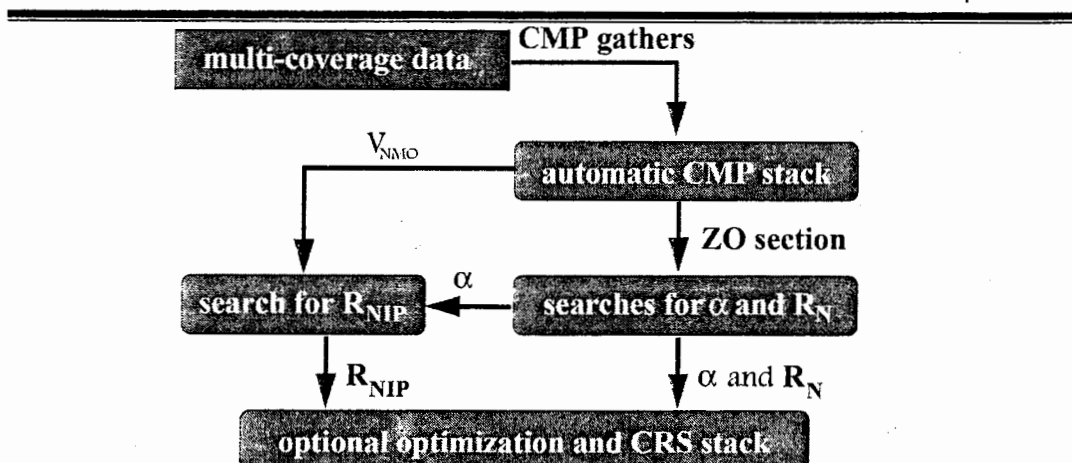 CMP gathers
multi-coverage data
V_NMO
automatic CMP stack
ZO section
search for R_NIP
α
searches for α and R_N
R_NIP
α and R_N
optional optimization and CRS stack